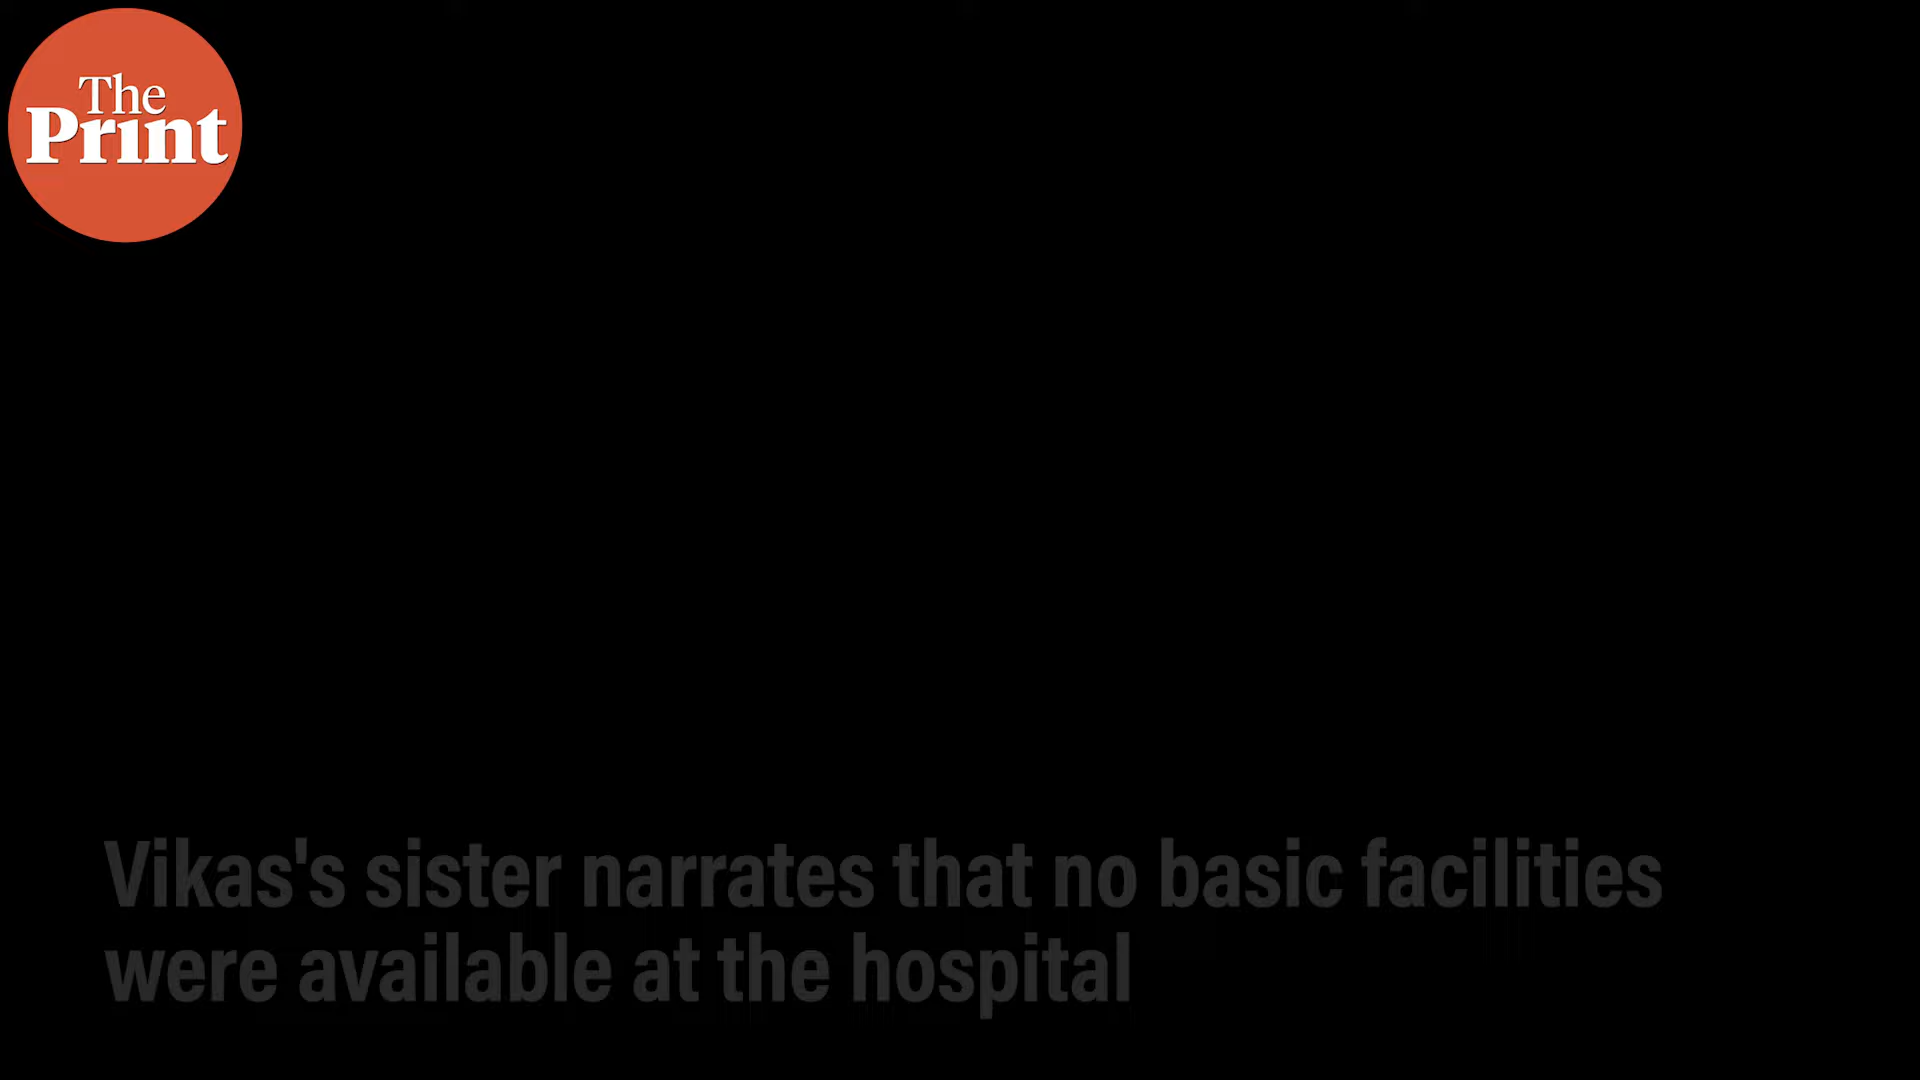 The
Print
Vikas's sister narrates that no basic facilities
were available at the hospital